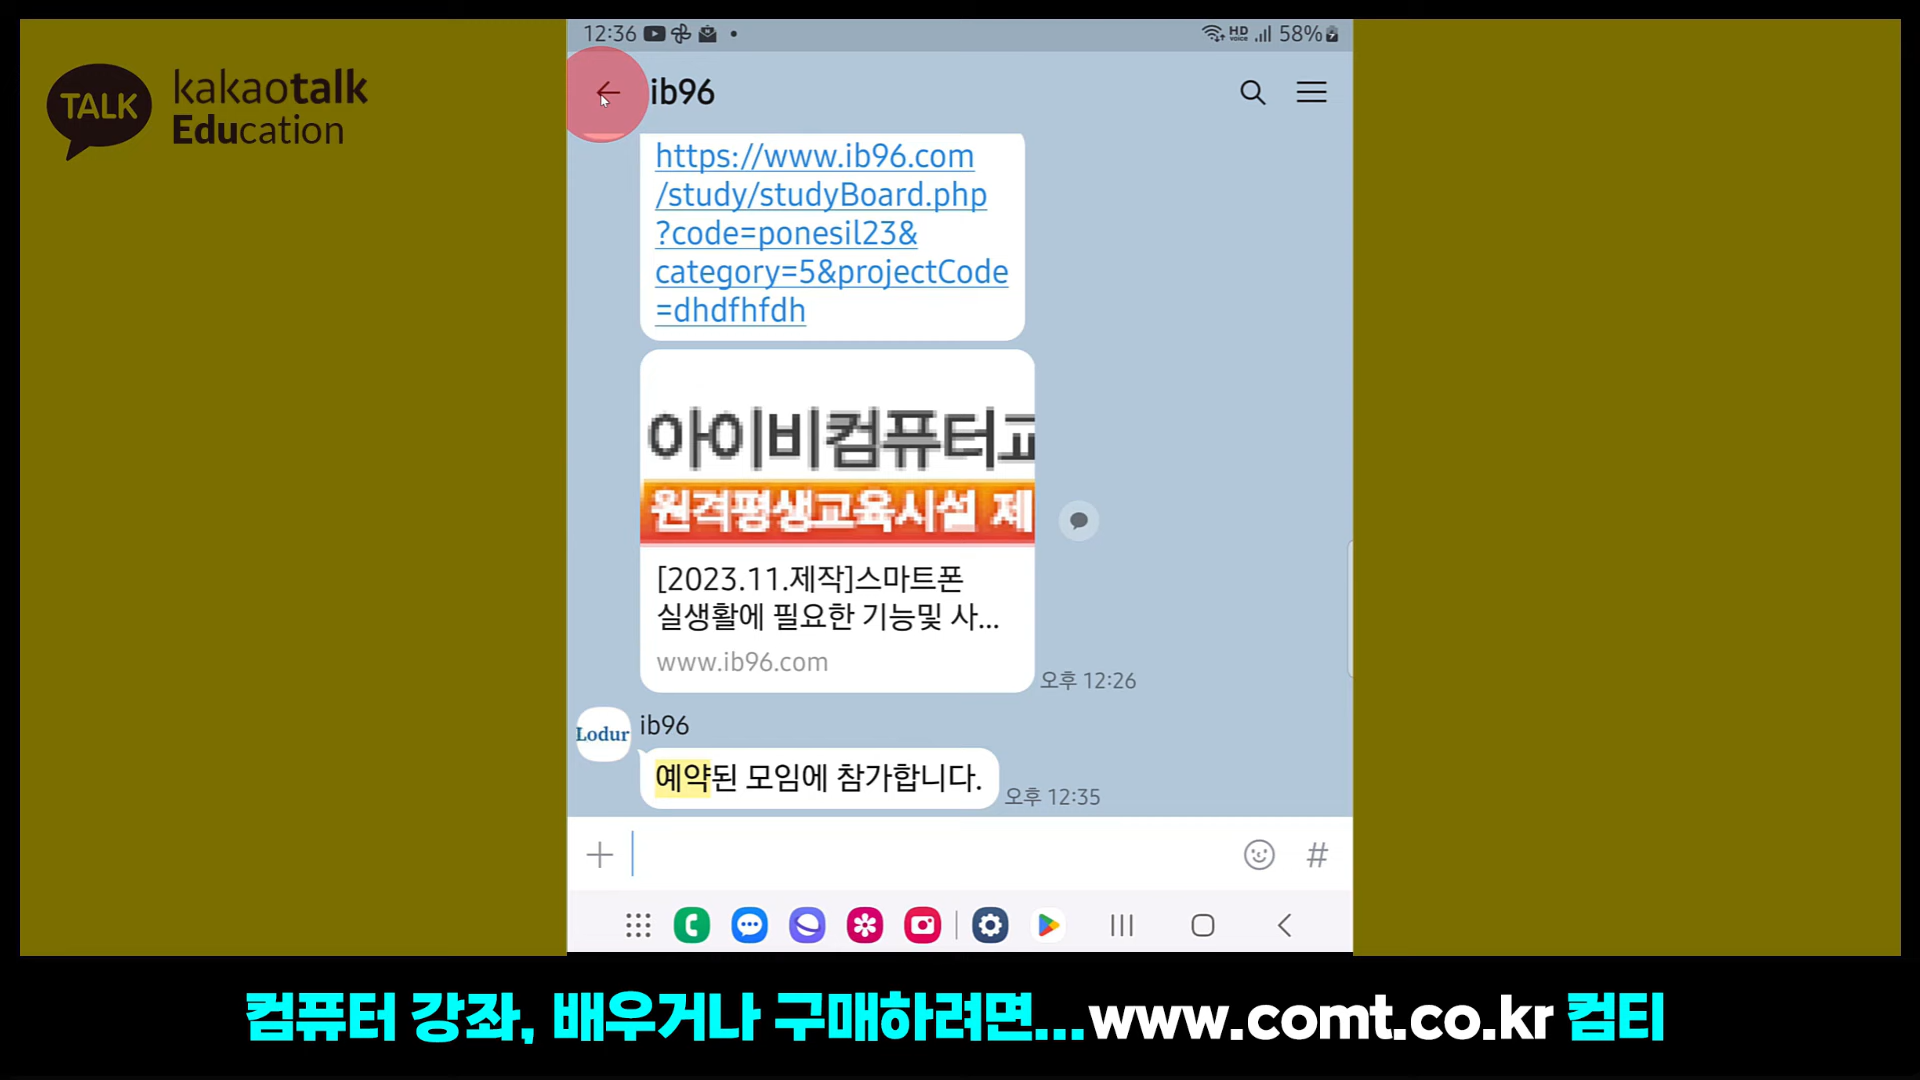 TALK
kakaotalk
Education
12:36
HD voice
58%
ib96
https://www.ib96.com
/study/studyBoard.php
?code=ponesil23&
category=5&projectCode
=dhdfhfdh
아이비컴퓨터교
원격평생교육시설 제
[2023.11.제작]스마트폰
실생활에 필요한 기능및 사...
www.ib96.com
오후 12:26
Lodur
ib96
예약된 모임에 참가합니다.
오후 12:35
#
컴퓨터 강좌, 배우거나 구매하려면...www.comt.co.kr 컴티